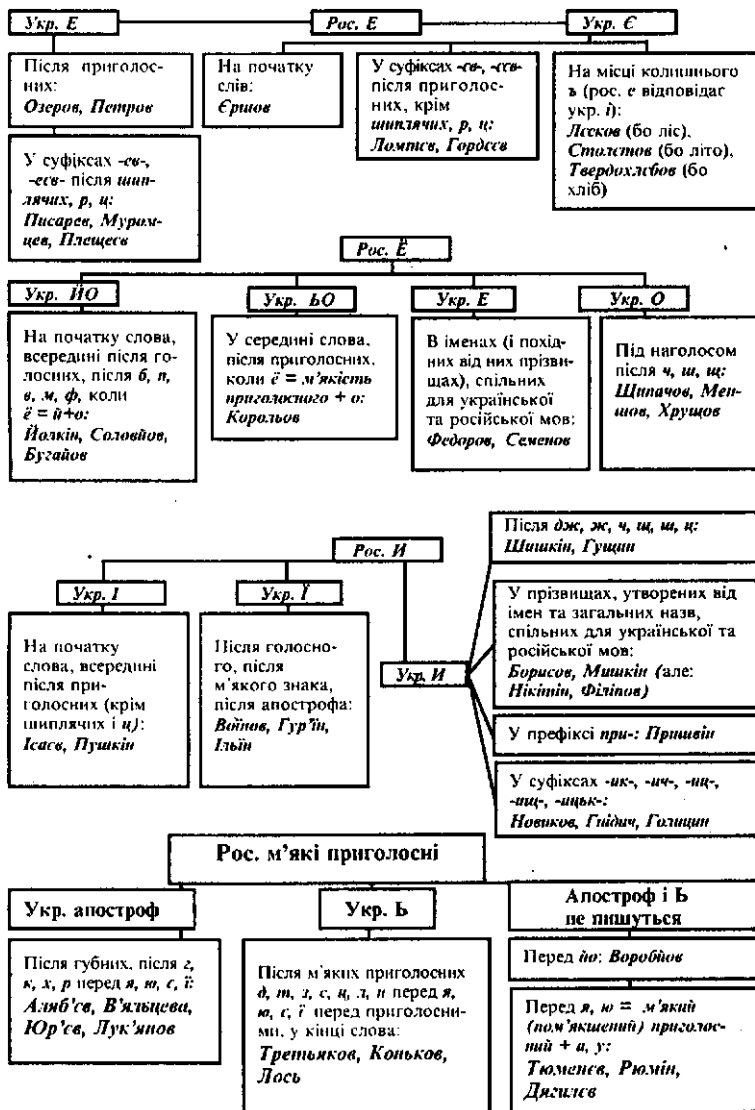 Укр. Е
Рос. Е
Укр. Є
Після приголос-
них:
Озеров, Петров
На початку
слів:
Єршов
У суфіксах -єв-, -єєв-
після приголос-
них, крім
шиплячих, р, ц:
Ломтєв, Гордєєв
На місці колишнього
ѣ (рос. е відповідає
укр. і):
Лєсков (бо ліс),
Столєтов (бо літо),
Твердохлєбов (бо
хліб)
У суфіксах -ев-,
-еєв- після шип-
лячих, р, ц:
Писарев, Муром-
цев, Плещеєв
Рос. Ё
Укр. ЙО
Укр. ЬО
Укр. Е
Укр. О
На початку слова,
всередині після го-
лосних, після б, п,
в, м, ф, коли
ё = й+о:
Йолкін, Соловйов,
Бугайов
У середині слова,
після приголосних,
коли ё = м'якість
приголосного + о:
Корольов
В іменах (і похід-
них від них прізви-
щах), спільних
для української
та російської мов:
Федоров, Семенов
Під наголосом
після ч, ш, щ:
Щипачов, Мен-
шов, Хрущов
Рос. И
Укр. І
Укр. Ї
Укр. И
На початку
слова, всередині
після при-
голосних (крім
шиплячих і ц):
Ісаєв, Пушкін
Після голосно-
го, після
м'якого знака,
після апострофа:
Воїнов, Гур'їн,
Ільїн
Після дж, ж, ч, щ, ш, ц:
Шишкін, Гущин
У прізвищах, утворених від
імен та загальних назв,
спільних для української та
російської мов:
Борисов, Мишкін (але:
Нікітін, Філіпов)
У префіксі при-: Пришвін
У суфіксах -ик-, -ич-, -иц-,
-ищ-, -ицьк-:
Новиков, Гнідич, Голицин
Рос. м'які приголосні
Укр. апостроф
Укр. Ь
Апостроф і Ь
не пишуться
Після губних, після г,
к, х, р перед я, ю, є, ї:
Аляб'єв, В'яльцева,
Юр'єв, Лук'янов
Після м'яких приголосних
д, т, з, с, ц, л, н перед я,
ю, є, ї перед приголосни-
ми, у кінці слова:
Третьяков, Коньков,
Лось
Перед йо: Воробйов
Перед я, ю = м'який
(пом'якшений) приголос-
ний + а, у:
Тюменєв, Рюмін,
Дягилєв